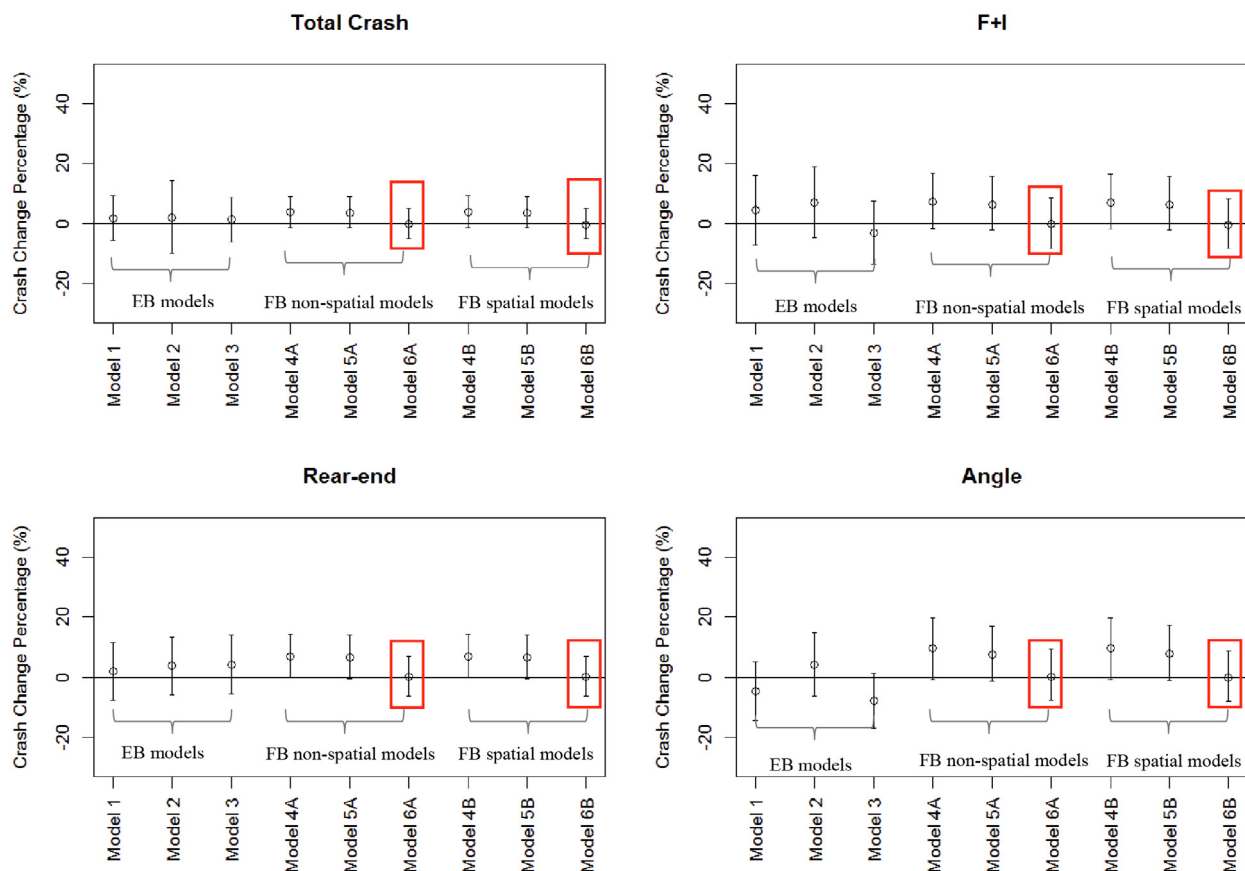 Total Crash
Crash Change Percentage (%)
40
20
0
-20
EB models
FB non-spatial models
FB spatial models
Model 1
Model 2
Model 3
Model 4A
Model 5A
Model 6A
Model 4B
Model 5B
Model 6B
F+I
Crash Change Percentage (%)
40
20
0
-20
EB models
FB non-spatial models
FB spatial models
Model 1
Model 2
Model 3
Model 4A
Model 5A
Model 6A
Model 4B
Model 5B
Model 6B
Rear-end
Crash Change Percentage (%)
40
20
0
-20
EB models
FB non-spatial models
FB spatial models
Model 1
Model 2
Model 3
Model 4A
Model 5A
Model 6A
Model 4B
Model 5B
Model 6B
Angle
Crash Change Percentage (%)
40
20
0
-20
EB models
FB non-spatial models
FB spatial models
Model 1
Model 2
Model 3
Model 4A
Model 5A
Model 6A
Model 4B
Model 5B
Model 6B